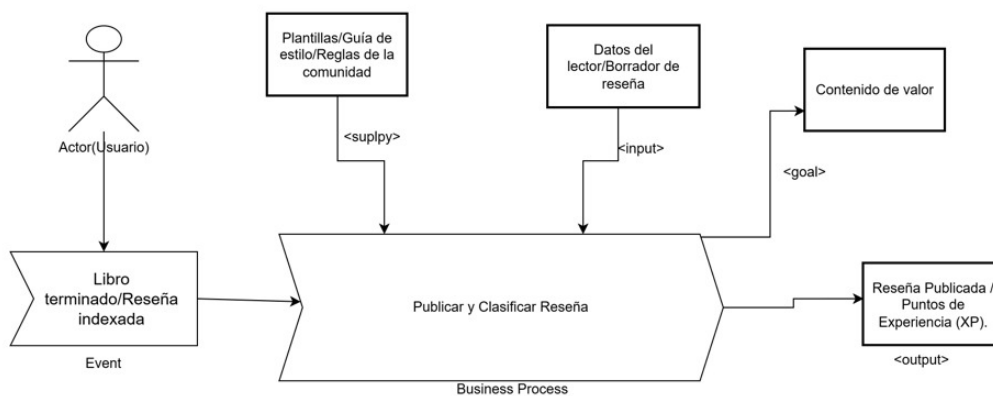 Plantillas/Guía de
estilo/Reglas de la
comunidad
Datos del
lector/Borrador de
reseña
Contenido de valor
Actor(Usuario)
<suplpy>
<input>
<goal>
Libro
terminado/Reseña
indexada
Publicar y Clasificar Reseña
Reseña Publicada /
Puntos de
Experiencia (XP).
Event
<output>
Business Process